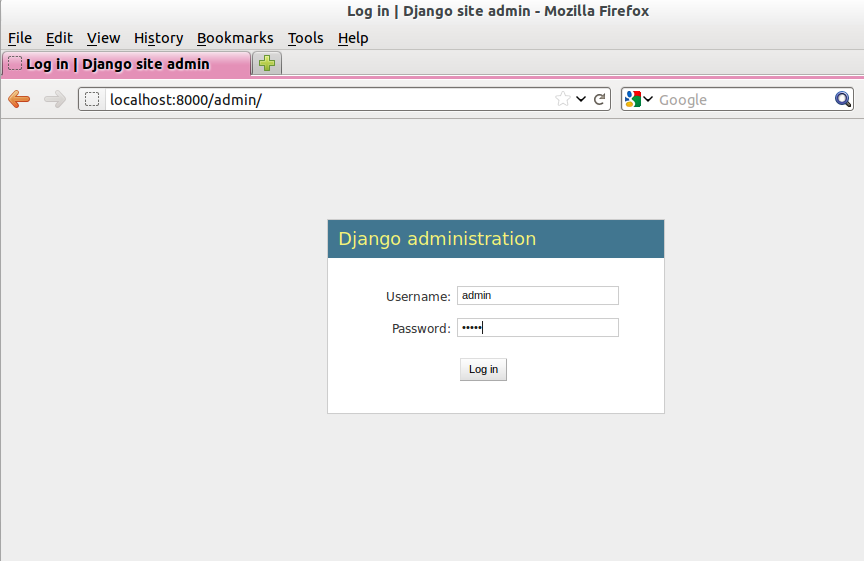 Log in | Django site admin - Mozilla Firefox
File Edit View History Bookmarks Tools Help
Log in | Django site admin
localhost:8000/admin/ Google
Django administration
Username: admin
Password: •••••
Log in